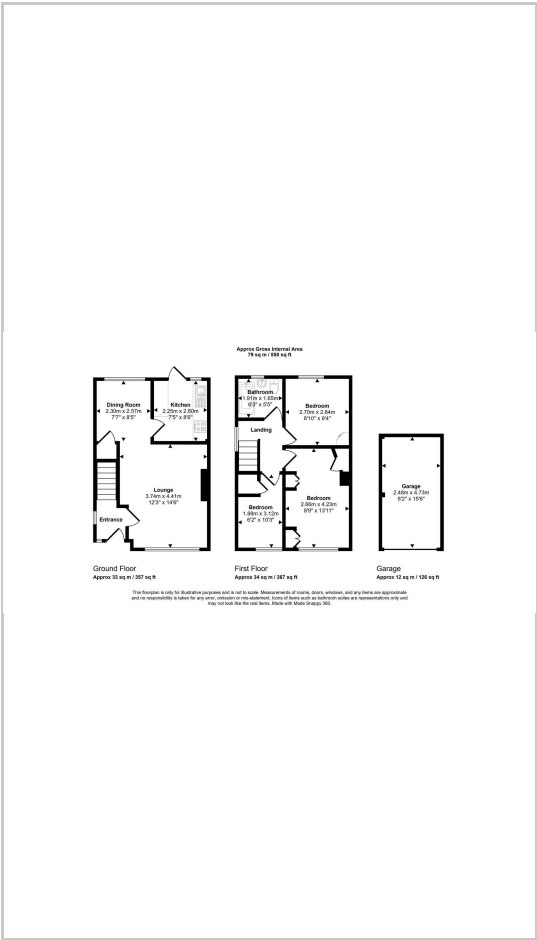 Approx Gross Internal Area
79 sq m / 850 sq ft
Dining Room
2.30m x 2.57m
7'7" x 8'5"
Kitchen
2.25m x 2.60m
7'5" x 8'6"
Lounge
3.74m x 4.41m
12'3" x 14'6"
Entrance
Ground Floor
Approx 33 sq m / 357 sq ft
Bathroom
1.91m x 1.65m
6'3" x 5'5"
Bedroom
2.70m x 2.84m
8'10" x 9'4"
Landing
Bedroom
1.88m x 3.12m
6'2" x 10'3"
Bedroom
2.66m x 4.23m
8'9" x 13'11"
First Floor
Approx 34 sq m / 367 sq ft
Garage
2.48m x 4.73m
8'2" x 15'6"
Garage
Approx 12 sq m / 126 sq ft
This floorplan is only for illustrative purposes and is not to scale. Measurements of rooms, doors, windows, and any items are approximate
and no responsibility is taken for any error, omission or mis-statement. Icons of items such as bathroom suites are representations only and
may not look like the real items. Made with Made Snappy 360.